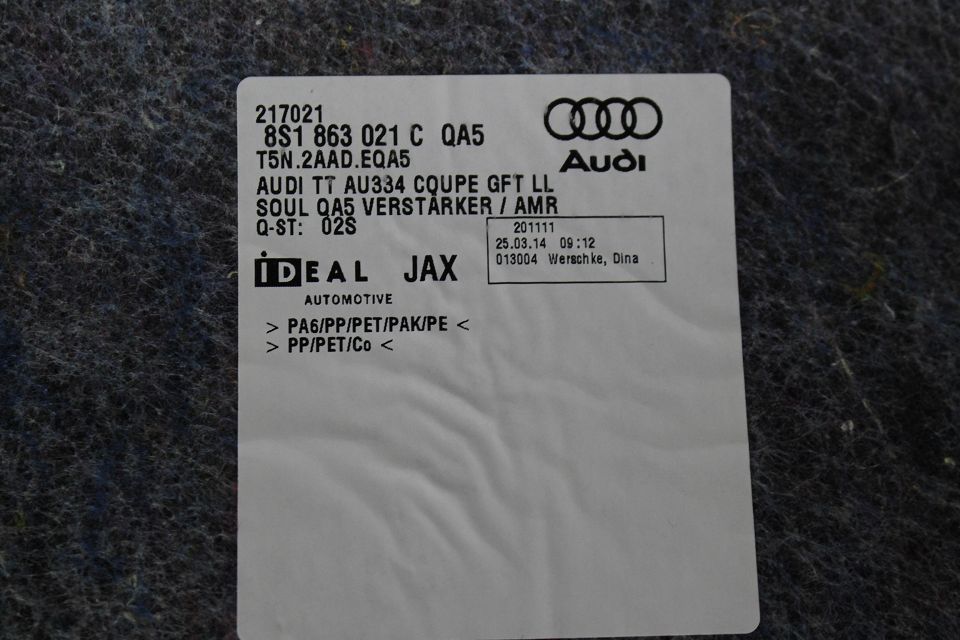 217021
8S1 863 021 C QA5
T5N.2AAD.EQA5
AUDI TT AU334 COUPE GFT LL
SOUL QA5 VERSTÄRKER / AMR
Q-ST: 02S
Audi
201111
25.03.14 09:12
013004 Werschke, Dina
iDEAL JAX
AUTOMOTIVE
> PA6/PP/PET/PAK/PE <
> PP/PET/Co <